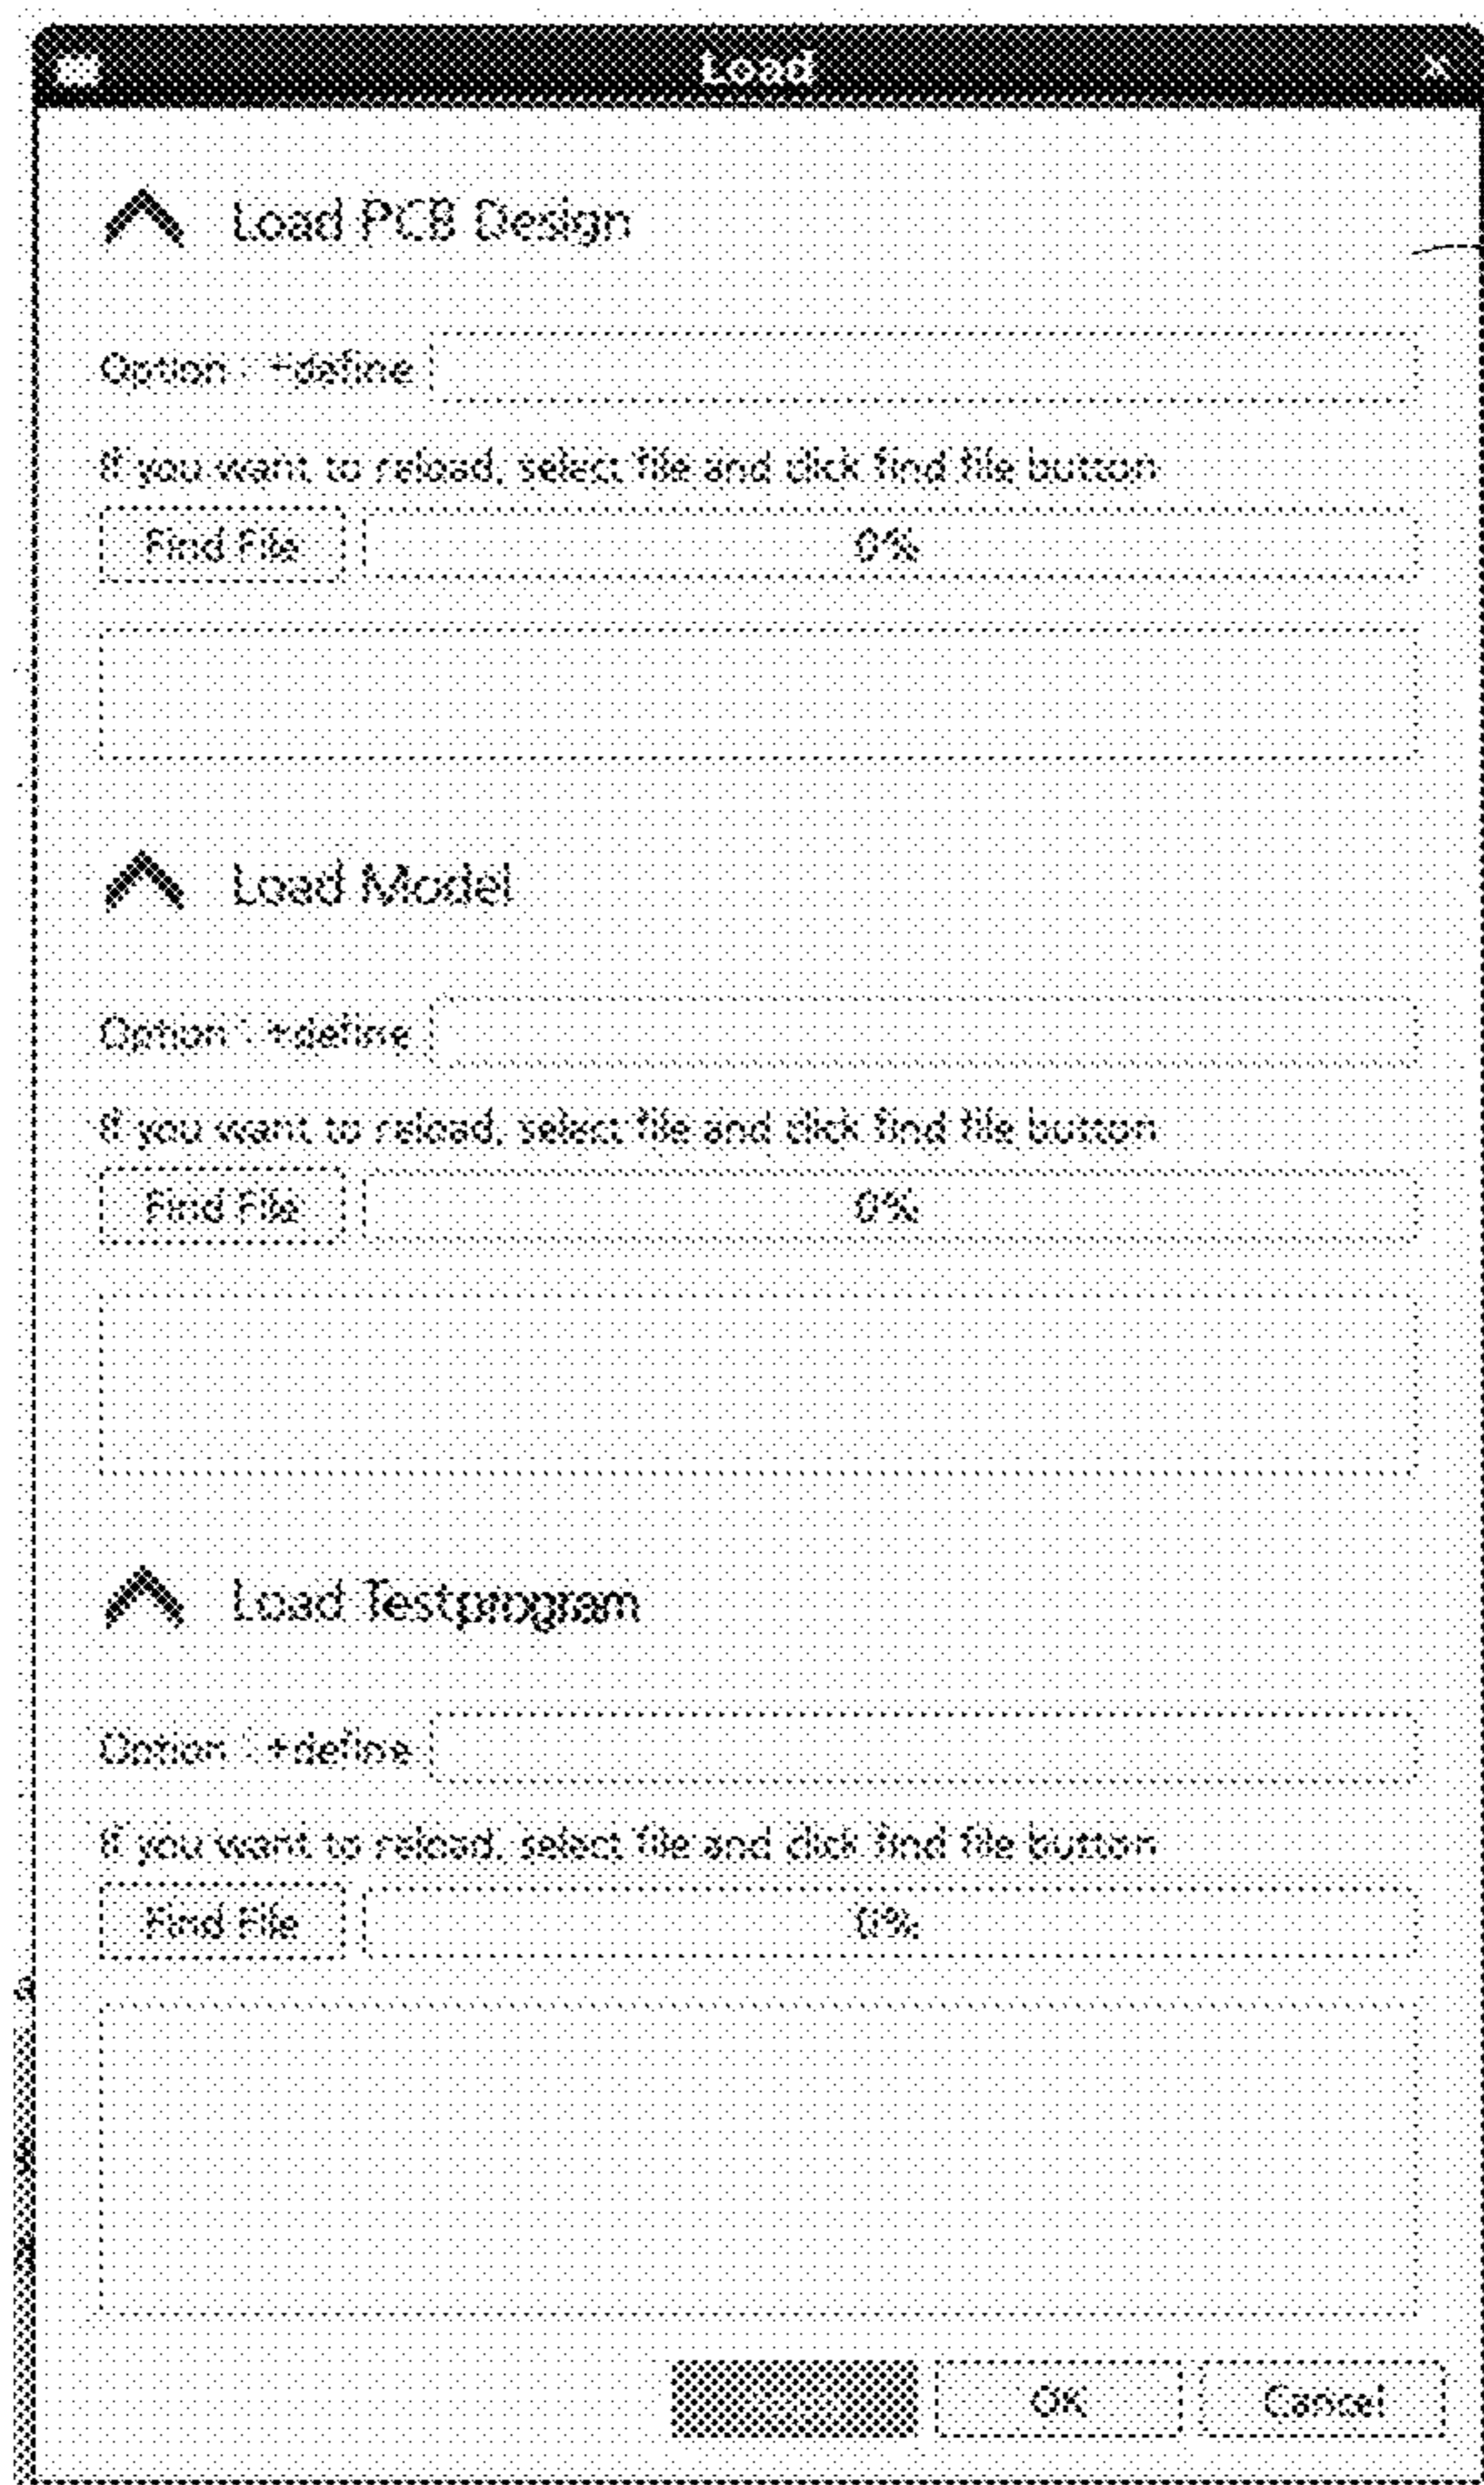 Load
Load PCB Design
Option : +define
If you want to reload, select file and click find file button
Find File 0%
Load Model
Option : +define
If you want to reload, select file and click find file button
Find File 0%
Load Testprogram
Option : +define
If you want to reload, select file and click find file button
Find File 0%
a
OK Cancel